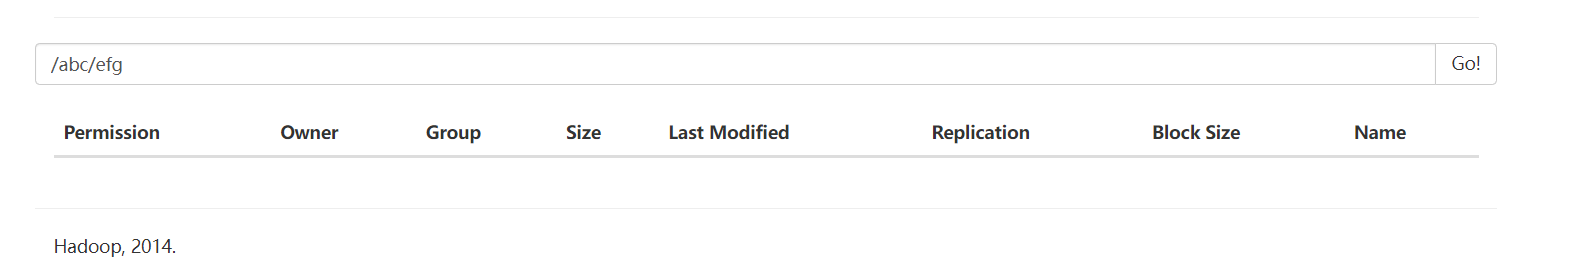 /abc/efg Go!
Permission Owner Group Size Last Modified Replication Block Size Name
Hadoop, 2014.